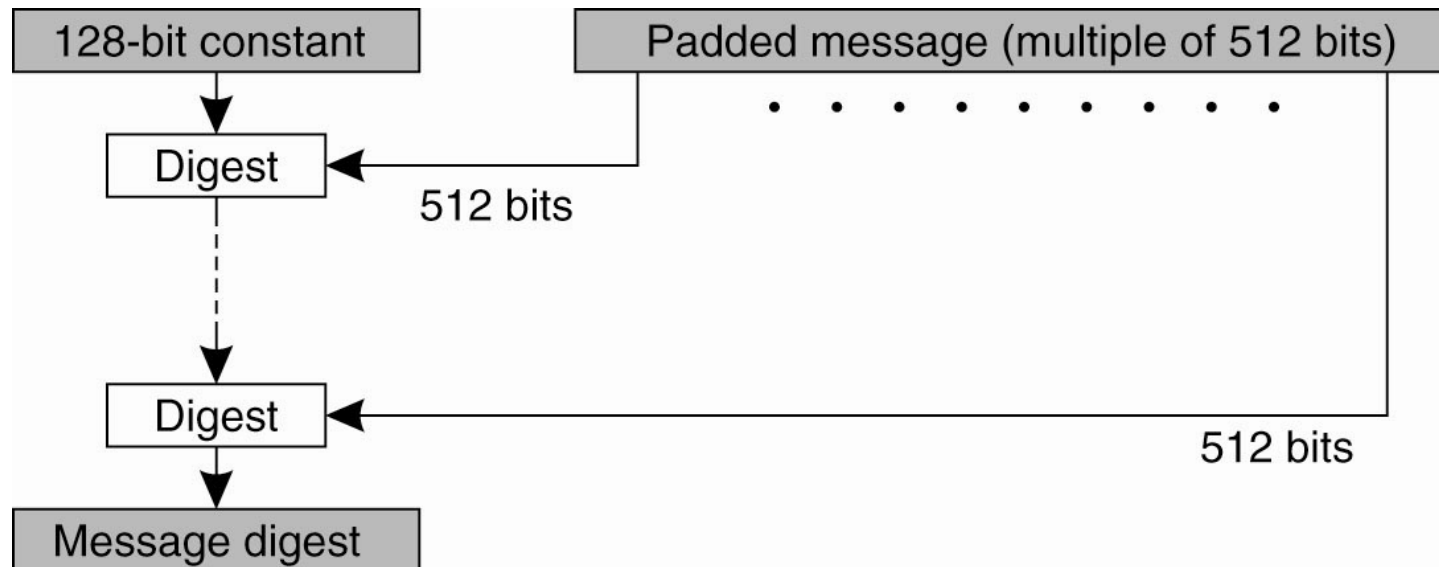 128-bit constant
Padded message (multiple of 512 bits)
Digest
512 bits
Digest
512 bits
Message digest